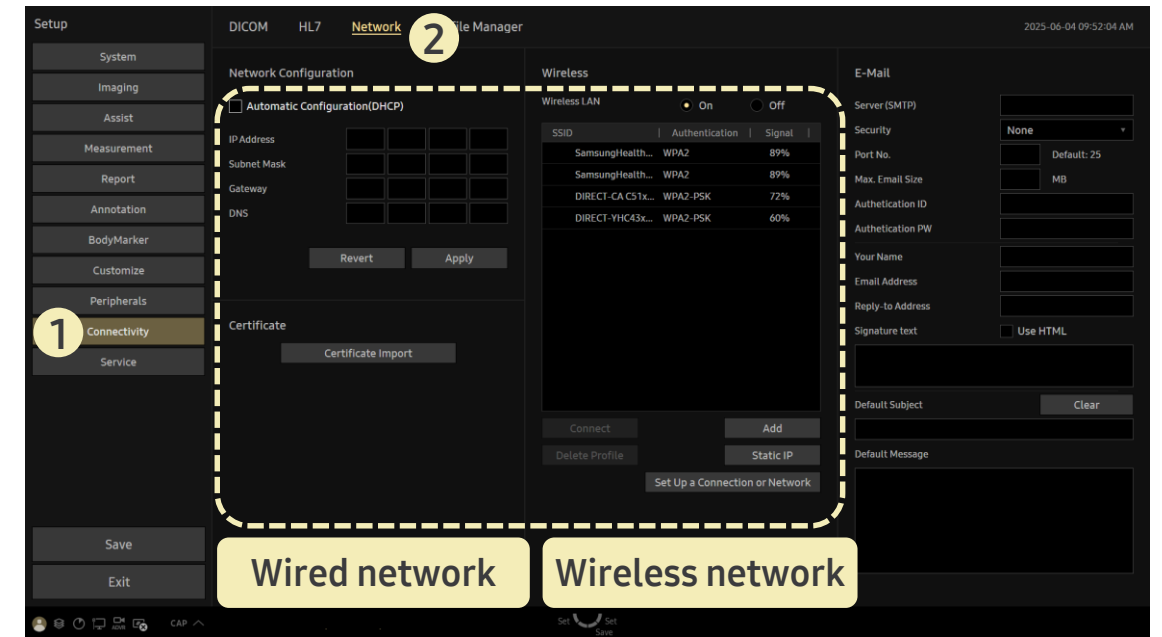 Setup
DICOM HL7 Network File Manager
2025-06-04 09:52:04 AM
2
System
Imaging
Assist
Measurement
Report
Annotation
BodyMarker
Customize
Peripherals
Connectivity
1
Service
Save
Exit
Network Configuration
Automatic Configuration(DHCP)
IP Address
Subnet Mask
Gateway
DNS
Revert Apply
Certificate
Certificate Import
Wired network
Wireless
Wireless LAN On Off
SSID | Authentication | Signal |
SamsungHealth... WPA2 89%
SamsungHealth... WPA2 89%
DIRECT-CA C51x... WPA2-PSK 72%
DIRECT-YHC43x... WPA2-PSK 60%
Connect Add
Delete Profile Static IP
Set Up a Connection or Network
Wireless network
E-Mail
Server (SMTP)
Security None
Port No. Default: 25
Max. Email Size MB
Authetication ID
Authetication PW
Your Name
Email Address
Reply-to Address
Signature text Use HTML
Default Subject Clear
Default Message
CAP
Set Set
Save